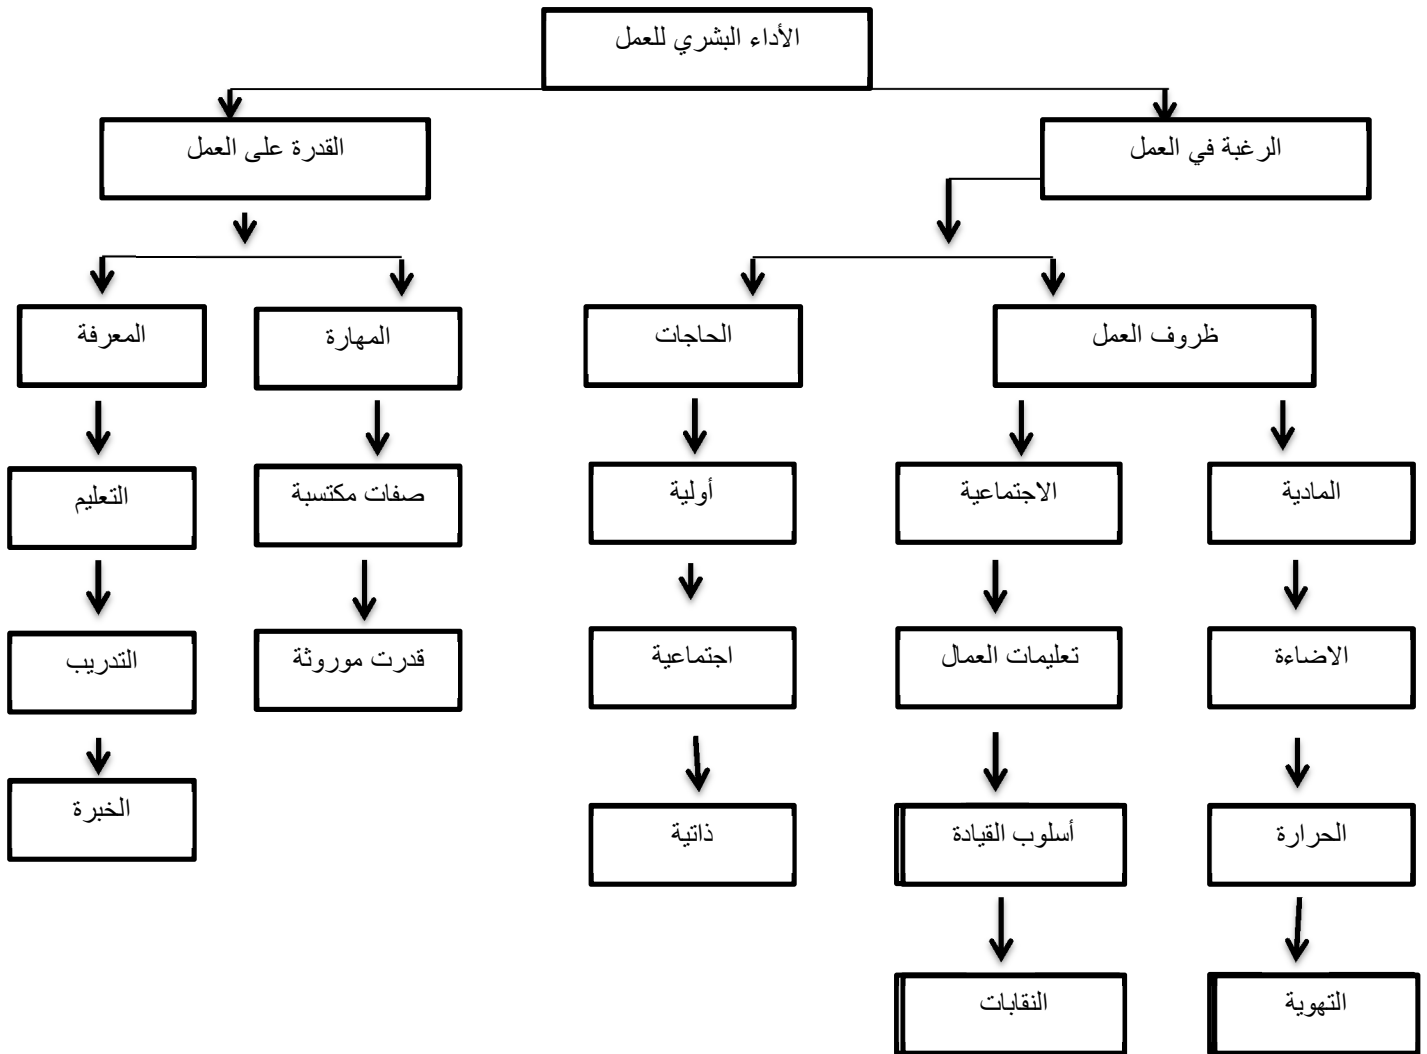 الأداء البشري للعمل
الرغبة في العمل
القدرة على العمل
ظروف العمل
الحاجات
المهارة
المعرفة
المادية
الاجتماعية
أولية
صفات مكتسبة
التعليم
الاضاءة
تعليمات العمال
اجتماعية
قدرت موروثة
التدريب
الحرارة
أسلوب القيادة
ذاتية
الخبرة
التهوية
النقابات